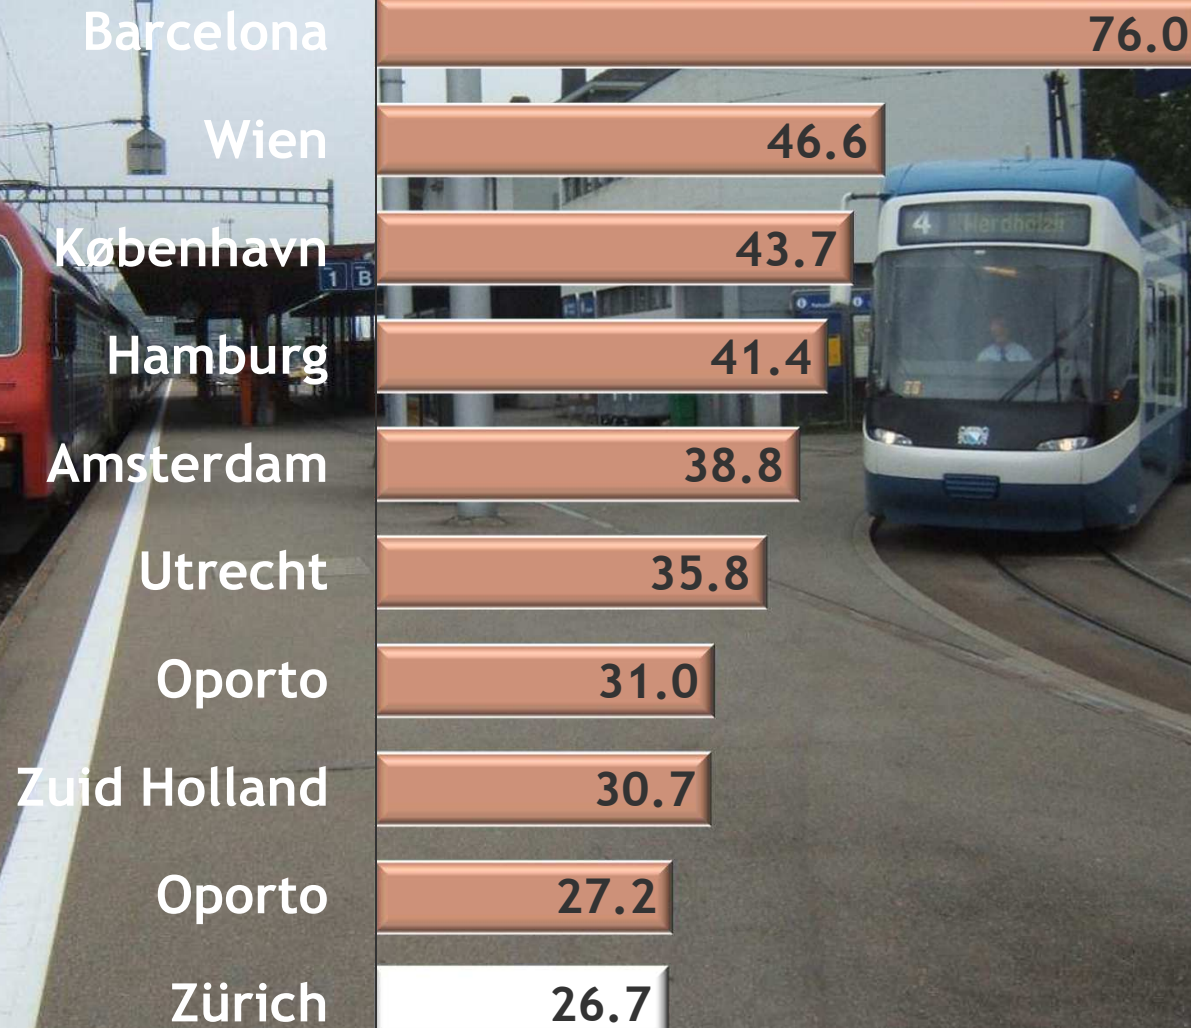 Barcelona 76.0
Wien 46.6
København 43.7
Hamburg 41.4
Amsterdam 38.8
Utrecht 35.8
Oporto 31.0
Zuid Holland 30.7
Oporto 27.2
Zürich 26.7
1 B
4